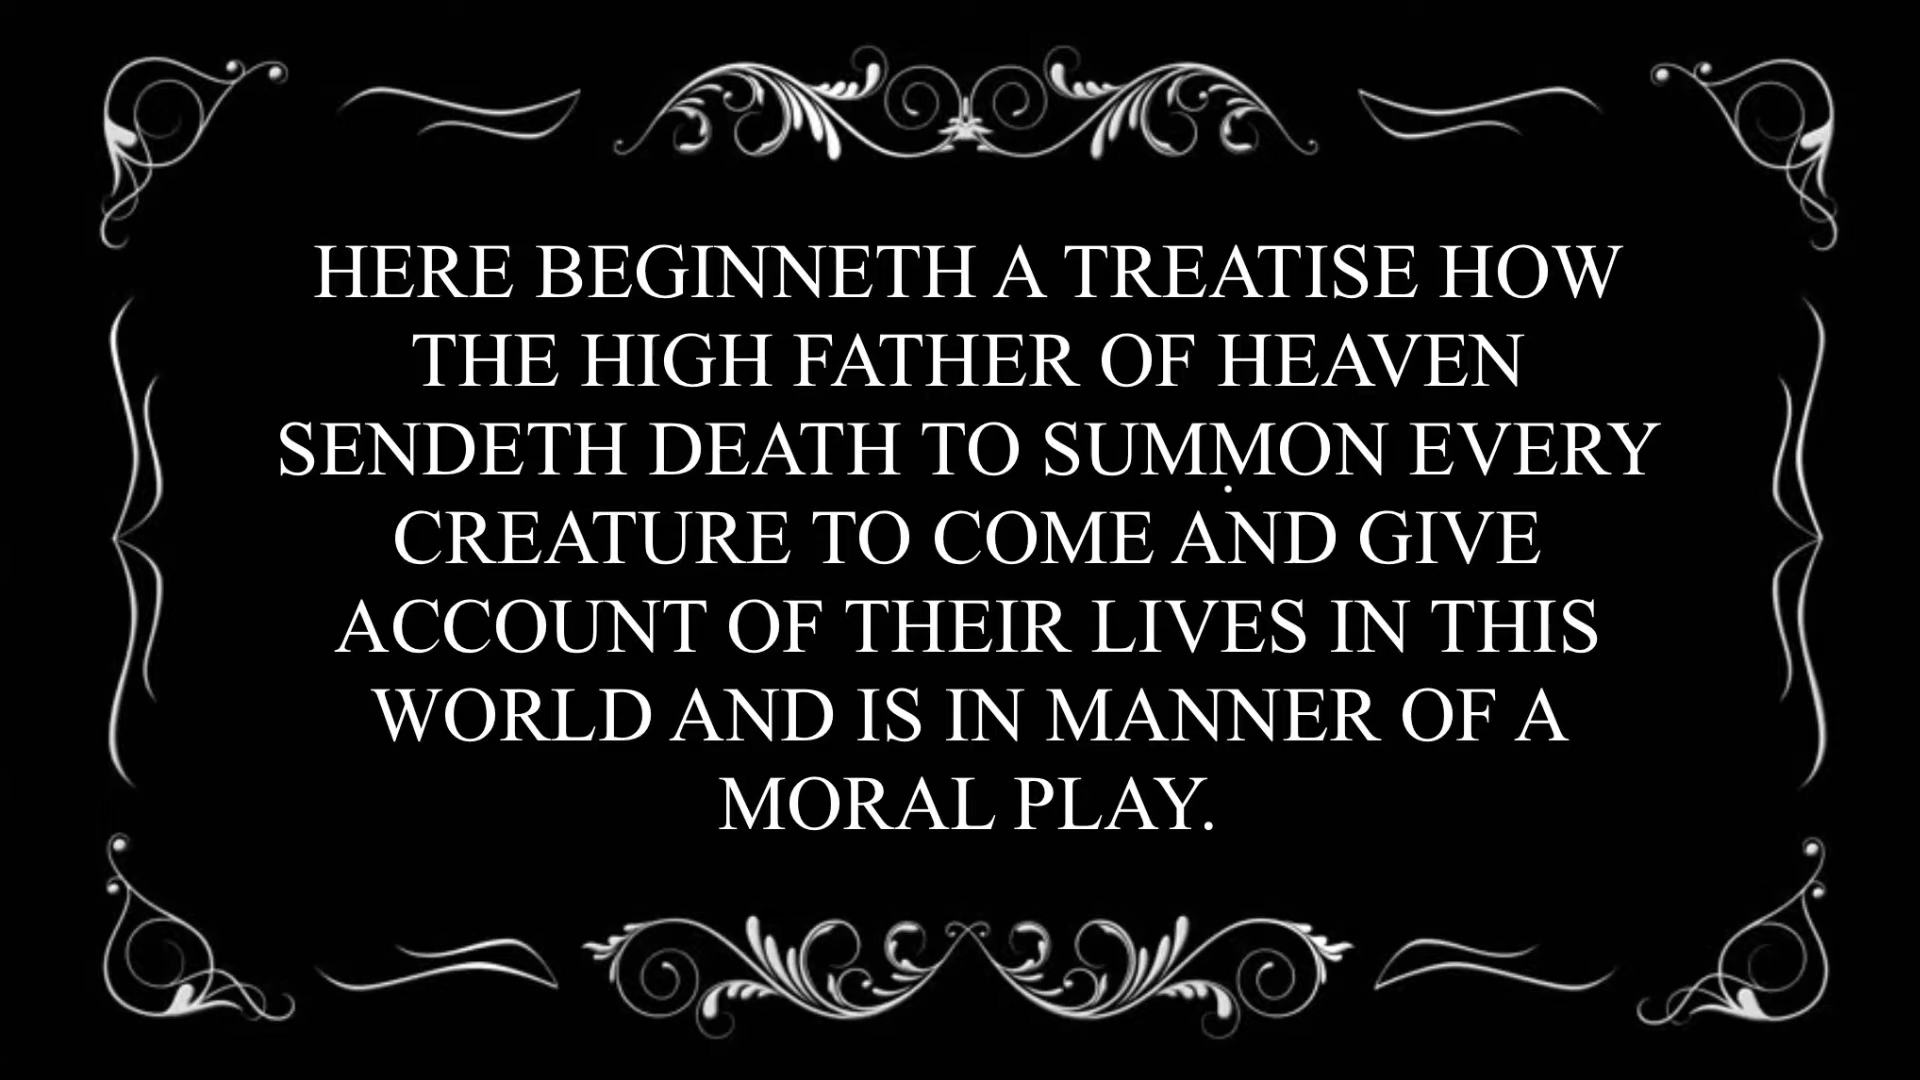 HERE BEGINNETH A TREATISE HOW
THE HIGH FATHER OF HEAVEN
SENDETH DEATH TO SUMMON EVERY
CREATURE TO COME AND GIVE
ACCOUNT OF THEIR LIVES IN THIS
WORLD AND IS IN MANNER OF A
MORAL PLAY.